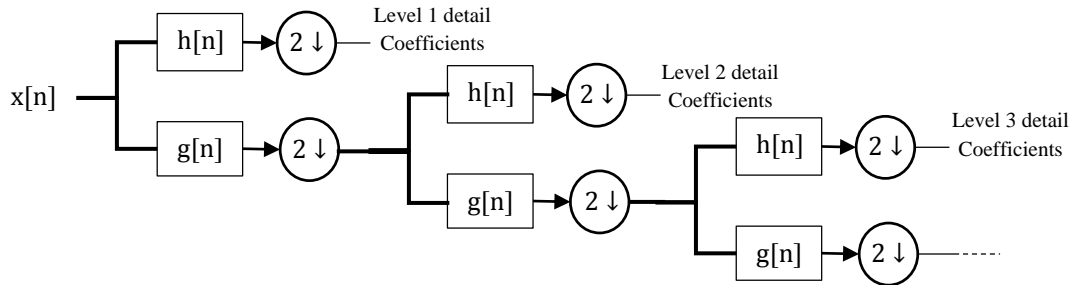 x[n]
h[n]
2 ↓
Level 1 detail
Coefficients
g[n]
2 ↓
h[n]
2 ↓
Level 2 detail
Coefficients
g[n]
2 ↓
h[n]
2 ↓
Level 3 detail
Coefficients
g[n]
2 ↓